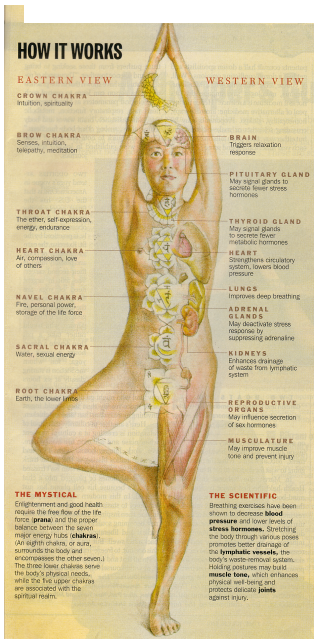 HOW IT WORKS
EASTERN VIEW
CROWN CHAKRA
Intuition, spirituality
BROW CHAKRA
Senses, intuition,
telepathy, meditation
THROAT CHAKRA
The ether, self-expression,
energy, endurance
HEART CHAKRA
Air, compassion, love
of others
NAVEL CHAKRA
Fire, personal power,
storage of the life force
SACRAL CHAKRA
Water, sexual energy
ROOT CHAKRA
Earth, the lower limbs
WESTERN VIEW
BRAIN
Triggers relaxation
response
PITUITARY GLAND
May signal glands to
secrete fewer stress
hormones
THYROID GLAND
May signal glands
to secrete fewer
metabolic hormones
HEART
Strengthens circulatory
system, lowers blood
pressure
LUNGS
Improves deep breathing
ADRENAL
GLANDS
May deactivate stress
response by
suppressing adrenaline
KIDNEYS
Enhances drainage
of waste from lymphatic
system
REPRODUCTIVE
ORGANS
May influence secretion
of sex hormones
MUSCULATURE
May improve muscle
tone and prevent injury
THE MYSTICAL
Enlightenment and good health
require the free flow of the life
force (prana) and the proper
balance between the seven
major energy hubs (chakras).
(An eighth chakra, or aura,
surrounds the body and
encompasses the other seven.)
The three lower chakras serve
the body's physical needs,
while the five upper chakras
are associated with the
spiritual realm.
THE SCIENTIFIC
Breathing exercises have been
shown to decrease blood
pressure and lower levels of
stress hormones. Stretching
the body through various poses
promotes better drainage of
the lymphatic vessels, the
body's waste-removal system.
Holding postures may build
muscle tone, which enhances
physical well-being and
protects delicate joints
against injury.